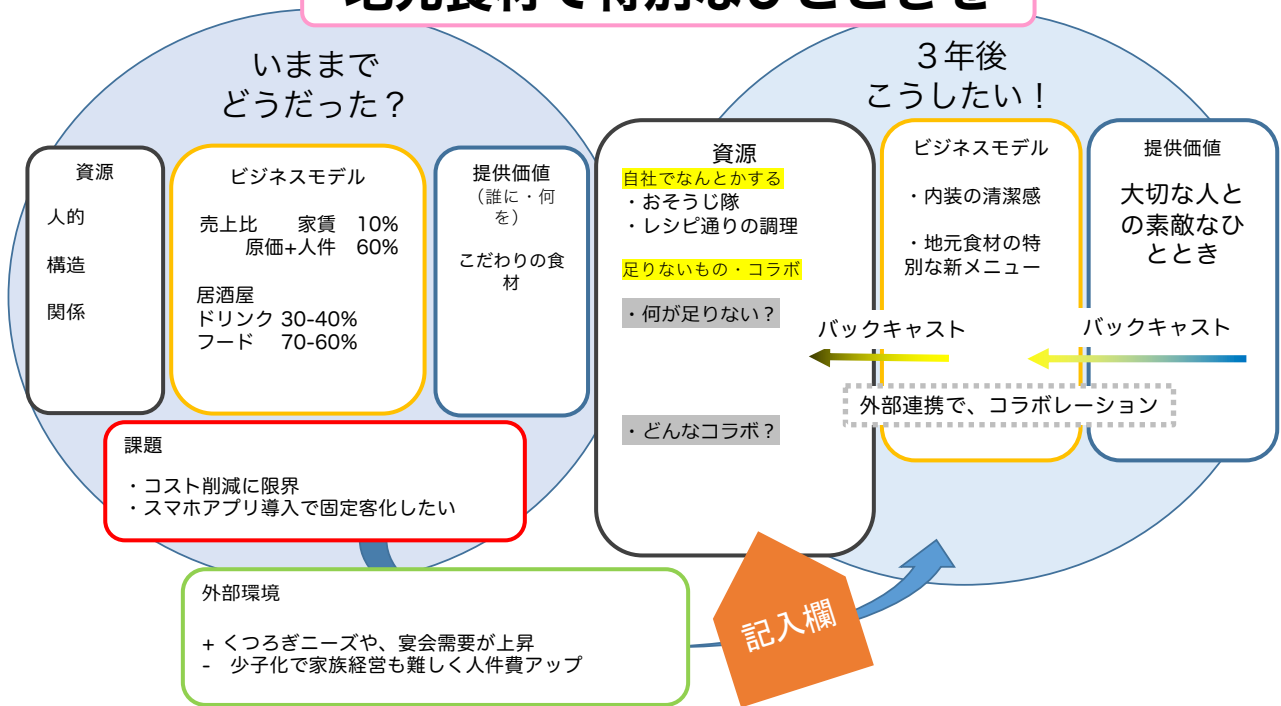 地元食材で特別なひとときを
いままで
どうだった？
資源
人的
構造
関係
ビジネスモデル
売上比　家賃　10%
原価+人件　60%
居酒屋
ドリンク 30-40%
フード　70-60%
提供価値
（誰に・何
を）
こだわりの食
材
課題
・コスト削減に限界
・スマホアプリ導入で固定客化したい
外部環境
+ くつろぎニーズや、宴会需要が上昇
-　少子化で家族経営も難しく人件費アップ
３年後
こうしたい！
資源
自社でなんとかする
・おそうじ隊
・レシピ通りの調理
足りないもの・コラボ
・何が足りない？
・どんなコラボ？
ビジネスモデル
・内装の清潔感
・地元食材の特
別な新メニュー
提供価値
大切な人と
の素敵なひ
ととき
バックキャスト
バックキャスト
外部連携で、コラボレーション
記入欄